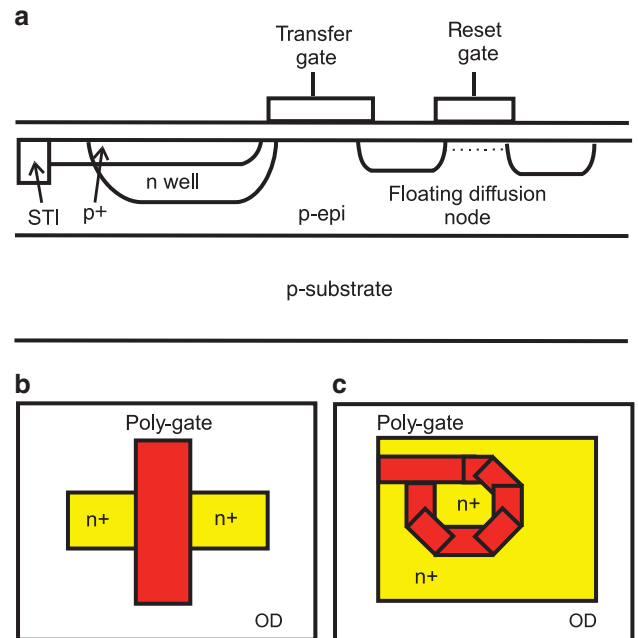 a
Transfer
gate
Reset
gate
n well
STI
p+
p-epi
Floating diffusion
node
p-substrate
b
Poly-gate
n+
n+
OD
c
Poly-gate
n+
n+
OD